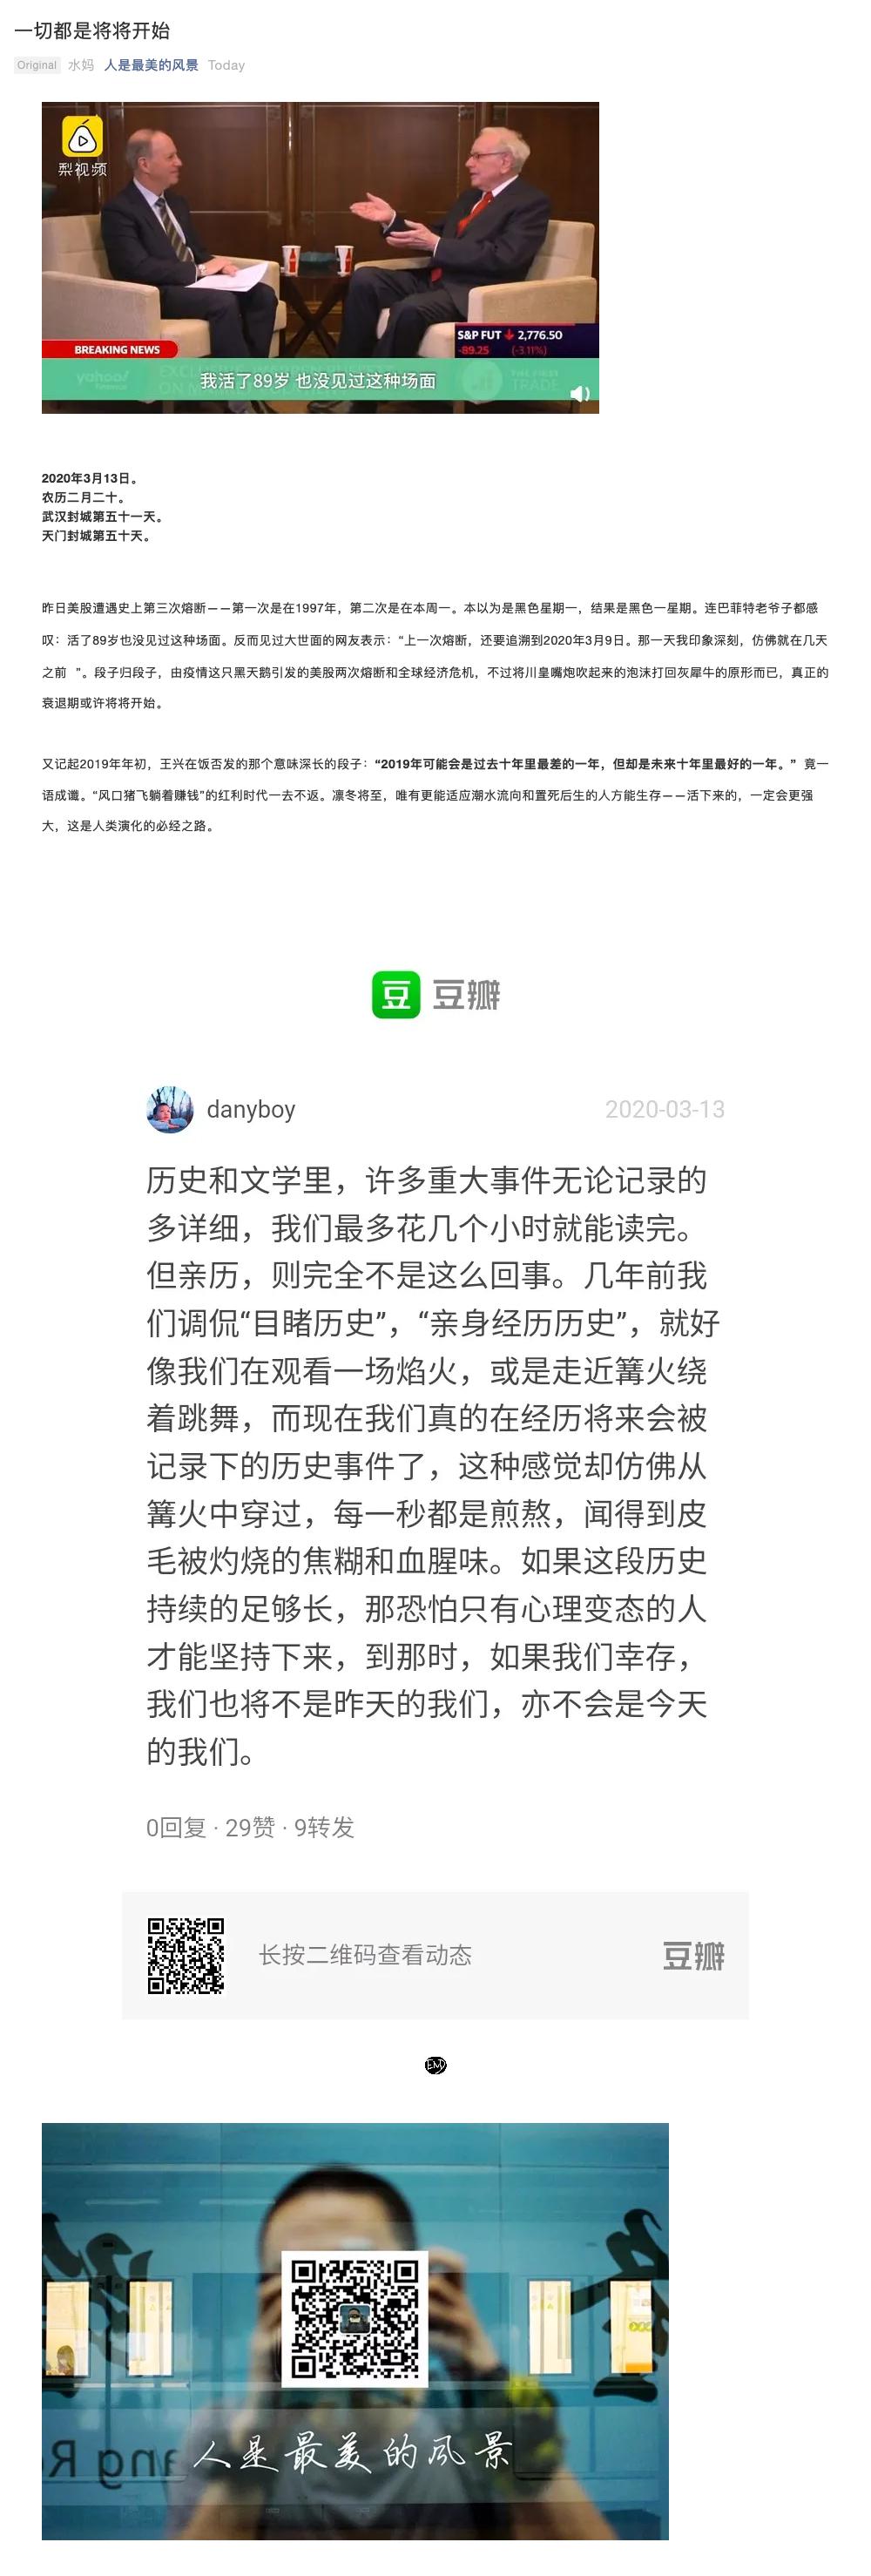 一切都是将将开始
Original 水妈 人是最美的风景 Today
梨视频
S&P FUT 2,776.50
-89.25 (-3.11%)
BREAKING NEWS
yahoo!
finance
THE FIRST
TRADE
我活了89岁 也没见过这种场面
2020年3月13日。
农历二月二十。
武汉封城第五十一天。
天门封城第五十天。
昨日美股遭遇史上第三次熔断——第一次是在1997年，第二次是在本周一。本以为是黑色星期一，结果是黑色一星期。连巴菲特老爷子都感
叹：活了89岁也没见过这种场面。反而见过大世面的网友表示：“上一次熔断，还要追溯到2020年3月9日。那一天我印象深刻，仿佛就在几天
之前 ”。段子归段子，由疫情这只黑天鹅引发的美股两次熔断和全球经济危机，不过将川皇嘴炮吹起来的泡沫打回灰犀牛的原形而已，真正的
衰退期或许将将开始。
又记起2019年年初，王兴在饭否发的那个意味深长的段子：“2019年可能会是过去十年里最差的一年，但却是未来十年里最好的一年。” 竟一
语成谶。“风口猪飞躺着赚钱”的红利时代一去不返。凛冬将至，唯有更能适应潮水流向和置死后生的人方能生存——活下来的，一定会更强
大，这是人类演化的必经之路。
豆 豆瓣
danyboy 2020-03-13
历史和文学里，许多重大事件无论记录的
多详细，我们最多花几个小时就能读完。
但亲历，则完全不是这么回事。几年前我
们调侃“目睹历史”，“亲身经历历史”，就好
像我们在观看一场焰火，或是走近篝火绕
着跳舞，而现在我们真的在经历将来会被
记录下的历史事件了，这种感觉却仿佛从
篝火中穿过，每一秒都是煎熬，闻得到皮
毛被灼烧的焦糊和血腥味。如果这段历史
持续的足够长，那恐怕只有心理变态的人
才能坚持下来，到那时，如果我们幸存，
我们也将不是昨天的我们，亦不会是今天
的我们。
0回复 · 29赞 · 9转发
长按二维码查看动态 豆瓣
END
人是最美的风景